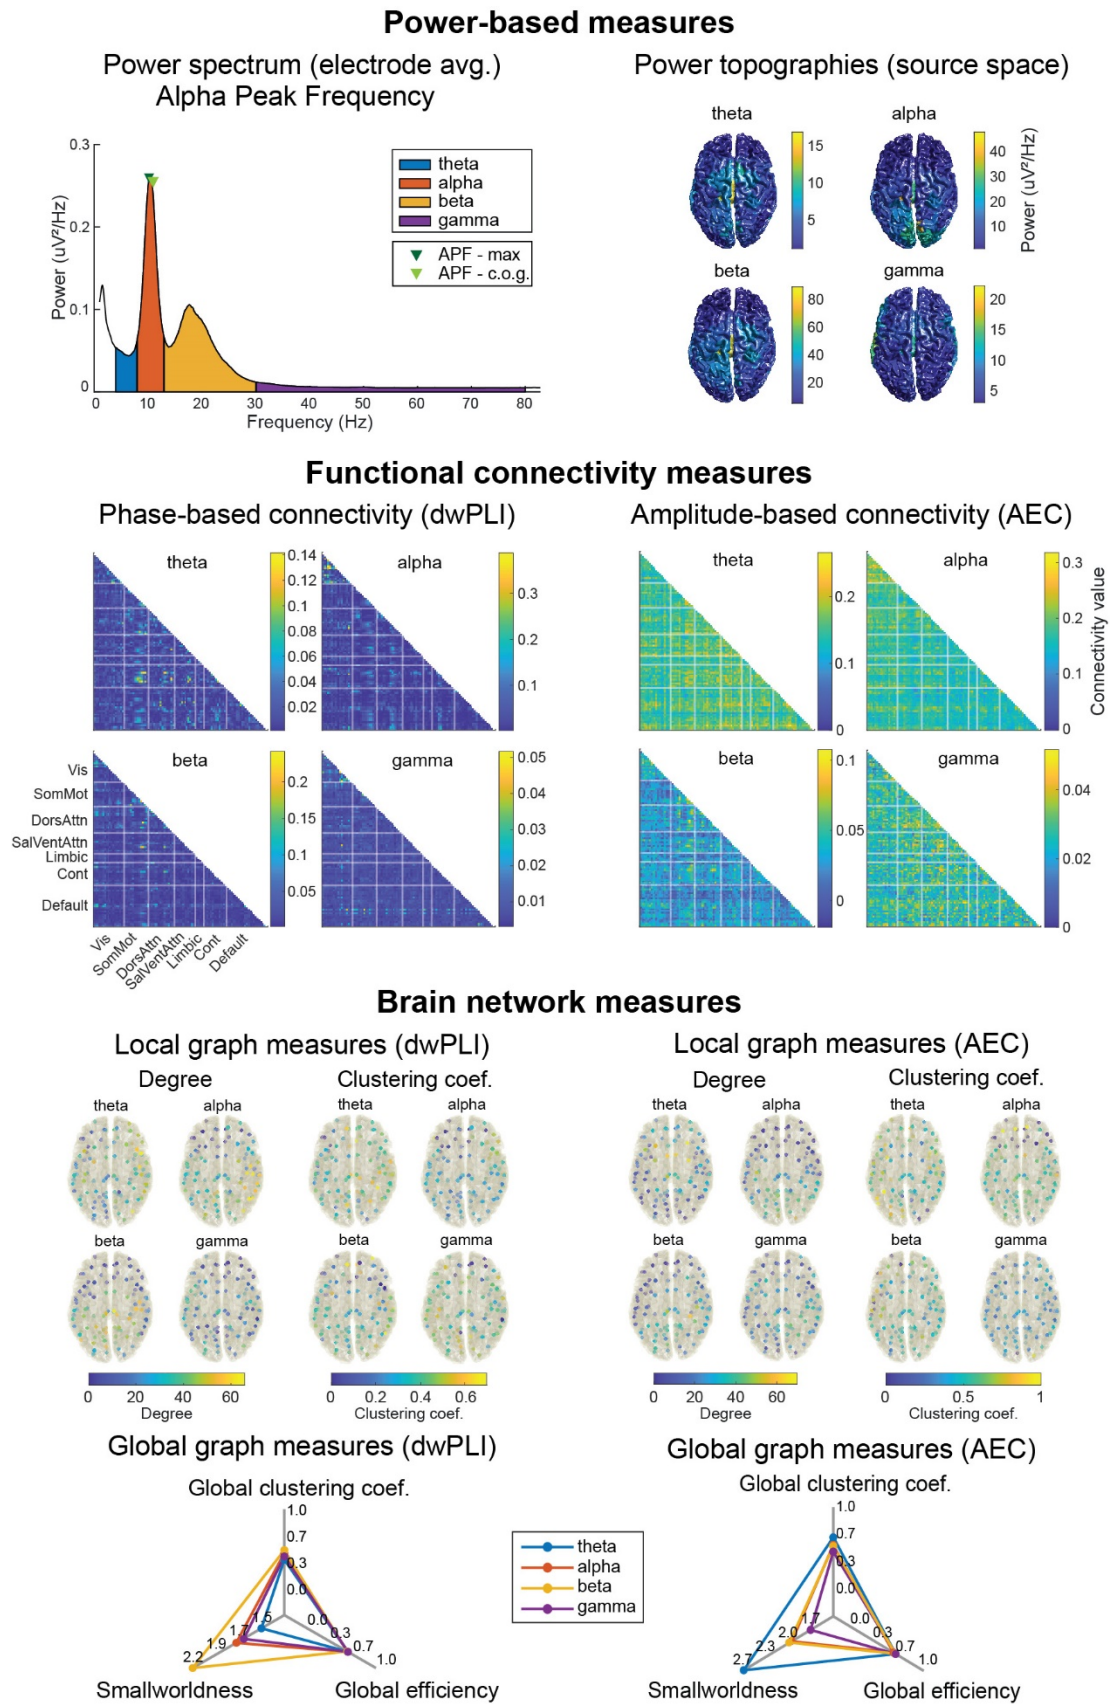 Power-based measures
Power spectrum (electrode avg.)
Alpha Peak Frequency
Power (uV²/Hz)
0.3
0.2
0.1
0
0 10 20 30 40 50 60 70 80
Frequency (Hz)
theta
alpha
beta
gamma
APF - max
APF - c.o.g.
Power topographies (source space)
theta
15
10
5
alpha
40
30
20
10
Power (uV²/Hz)
beta
80
60
40
20
gamma
20
15
10
5
Functional connectivity measures
Phase-based connectivity (dwPLI)
theta
0.14
0.12
0.1
0.08
0.06
0.04
0.02
alpha
0.3
0.2
0.1
beta
0.2
0.15
0.1
0.05
gamma
0.05
0.04
0.03
0.02
0.01
Vis
SomMot
DorsAttn
SalVentAttn
Limbic
Cont
Default
Vis
SomMot
DorsAttn
SalVentAttn
Limbic
Cont
Default
Amplitude-based connectivity (AEC)
theta
0.2
0.1
0
alpha
0.3
0.2
0.1
0
Connectivity value
beta
0.1
0.05
0
gamma
0.04
0.02
0
Brain network measures
Local graph measures (dwPLI)
Degree
theta alpha
beta gamma
0 20 40 60
Degree
Clustering coef.
theta alpha
beta gamma
0 0.2 0.4 0.6
Clustering coef.
Local graph measures (AEC)
Degree
theta alpha
beta gamma
0 20 40 60
Degree
Clustering coef.
theta alpha
beta gamma
0 0.5 1
Clustering coef.
Global graph measures (dwPLI)
Global clustering coef.
1.0
0.7
0.3
0.0
1.5
1.7
1.9
2.2
0.0
0.3
0.7
1.0
Smallworldness
Global efficiency
theta
alpha
beta
gamma
Global graph measures (AEC)
Global clustering coef.
1.0
0.7
0.3
0.0
1.7
2.0
2.3
2.7
0.0
0.3
0.7
1.0
Smallworldness
Global efficiency